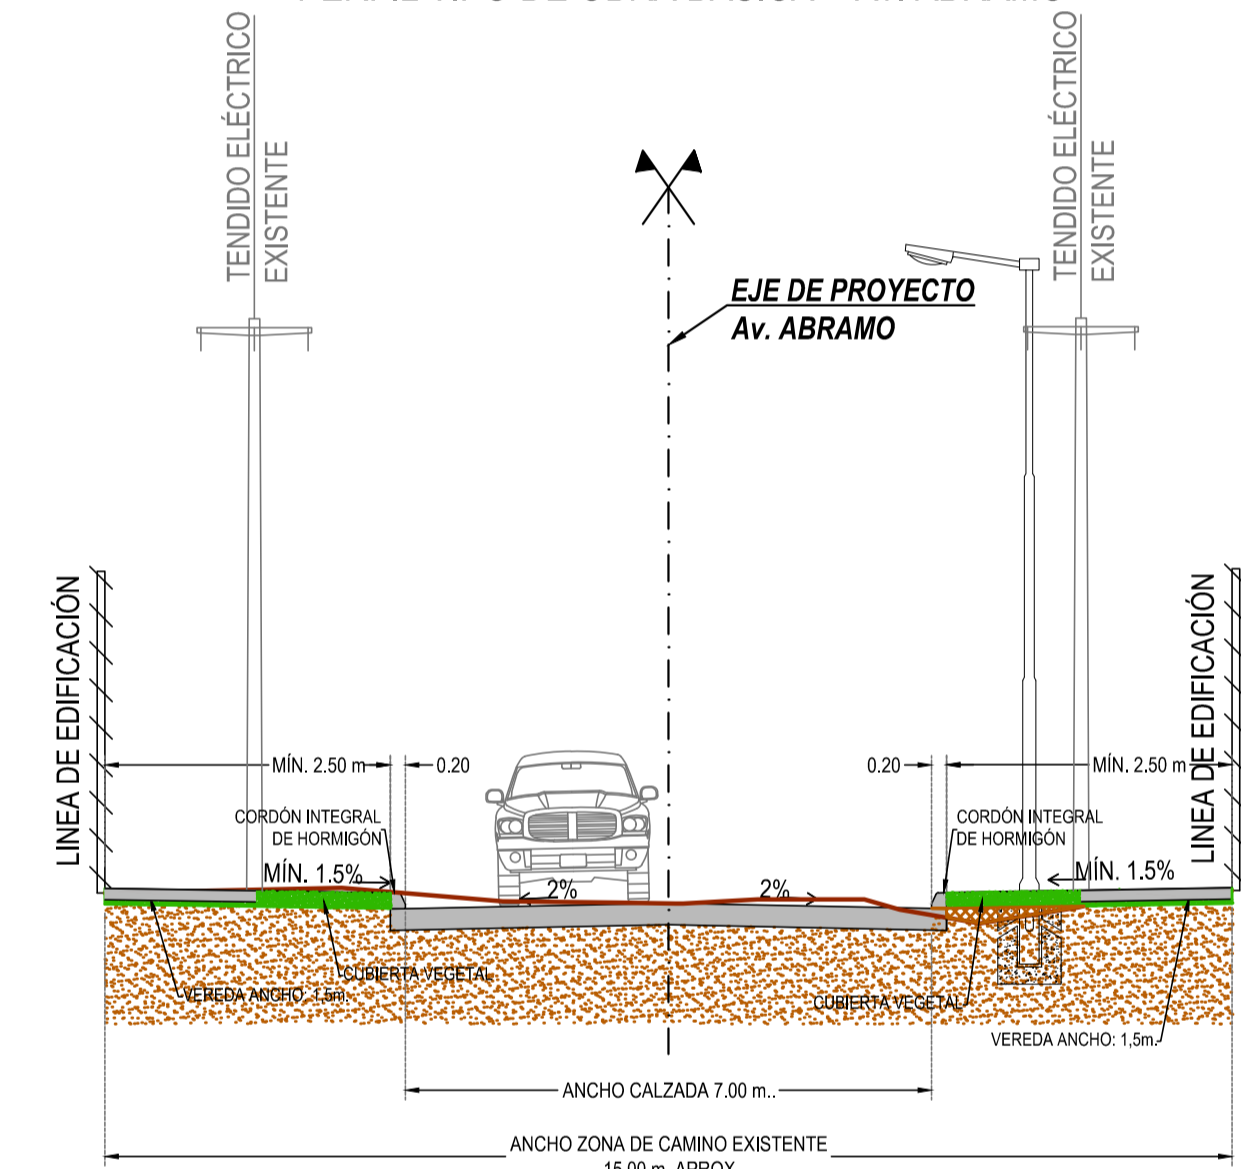 TENDIDO ELÉCTRICO
EXISTENTE
TENDIDO ELÉCTRICO
EXISTENTE
EJE DE PROYECTO
Av. ABRAMO
LINEA DE EDIFICACIÓN
LINEA DE EDIFICACIÓN
MÍN. 2.50 m
0.20
0.20
MÍN. 2.50 m
CORDÓN INTEGRAL
DE HORMIGÓN
CORDÓN INTEGRAL
DE HORMIGÓN
MÍN. 1.5%
2%
2%
MÍN. 1.5%
CUBIERTA VEGETAL
VEREDA ANCHO: 1,5m.
CUBIERTA VEGETAL
VEREDA ANCHO: 1,5m.
ANCHO CALZADA 7.00 m..
ANCHO ZONA DE CAMINO EXISTENTE
15.00 m. APROX.